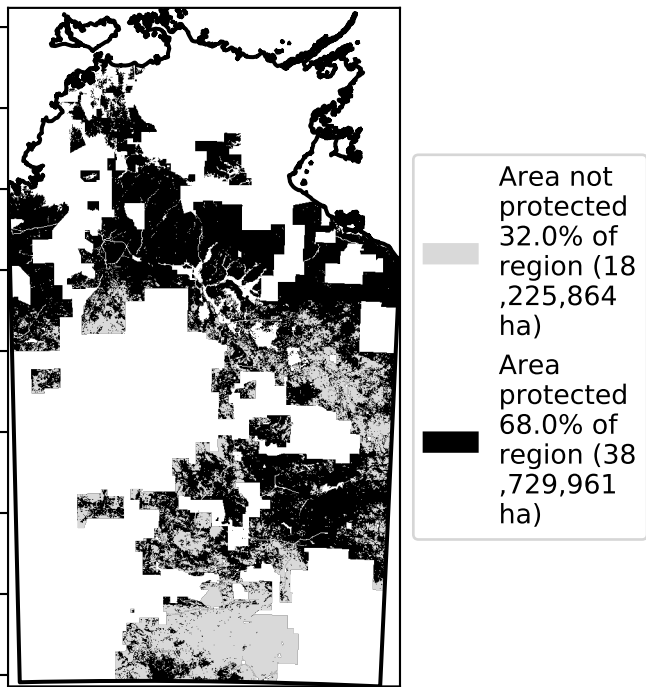 Area not
protected
32.0% of
region (18
,225,864
ha)
Area
protected
68.0% of
region (38
,729,961
ha)